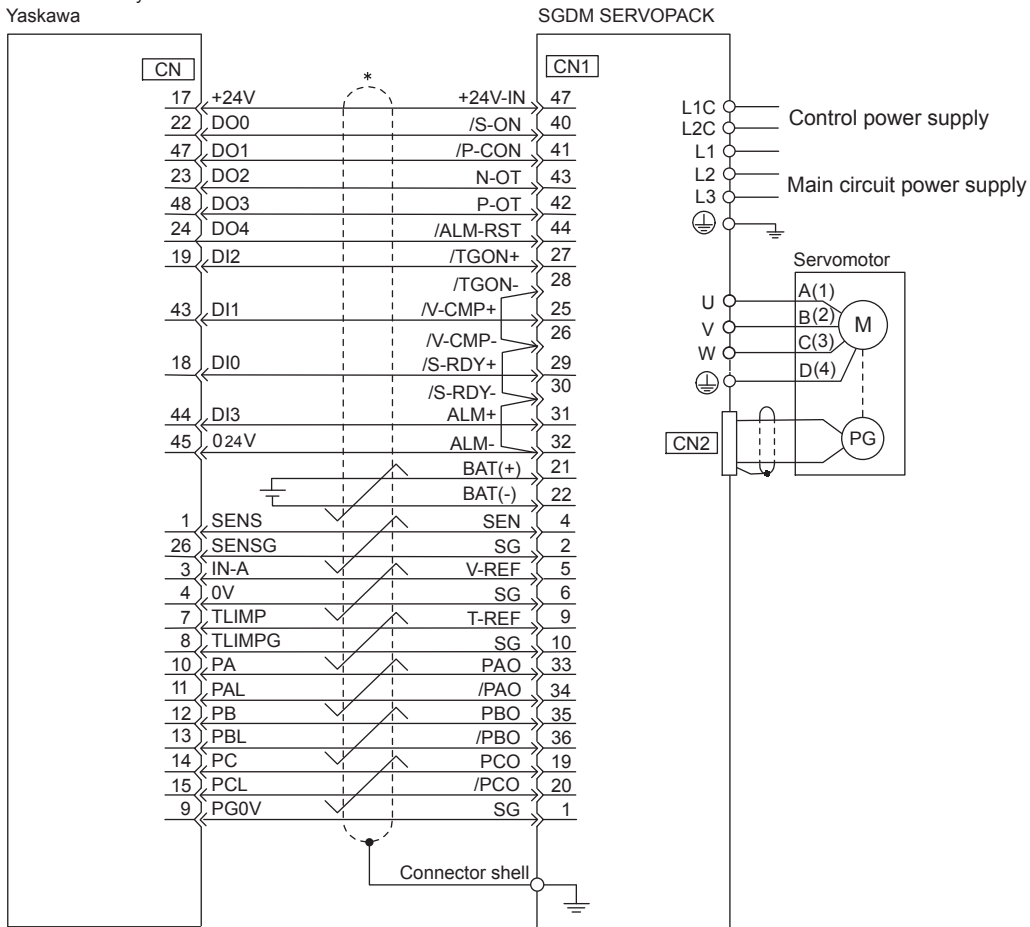 Yaskawa
SGDM SERVOPACK
CN
*
CN1
17 +24V +24V-IN 47
22 DO0 /S-ON 40
47 DO1 /P-CON 41
23 DO2 N-OT 43
48 DO3 P-OT 42
24 DO4 /ALM-RST 44
19 DI2 /TGON+ 27
/TGON- 28
43 DI1 /V-CMP+ 25
/V-CMP- 26
18 DI0 /S-RDY+ 29
/S-RDY- 30
44 DI3 ALM+ 31
45 024V ALM- 32
BAT(+) 21
BAT(-) 22
1 SENS SEN 4
26 SENSG SG 2
3 IN-A V-REF 5
4 0V SG 6
7 TLIMP T-REF 9
8 TLIMPG SG 10
10 PA PAO 33
11 PAL /PAO 34
12 PB PBO 35
13 PBL /PBO 36
14 PC PCO 19
15 PCL /PCO 20
9 PG0V SG 1
Connector shell
L1C
L2C
Control power supply
L1
L2
L3
Main circuit power supply
Servomotor
U A(1)
V B(2)
W C(3)
D(4)
M
CN2
PG